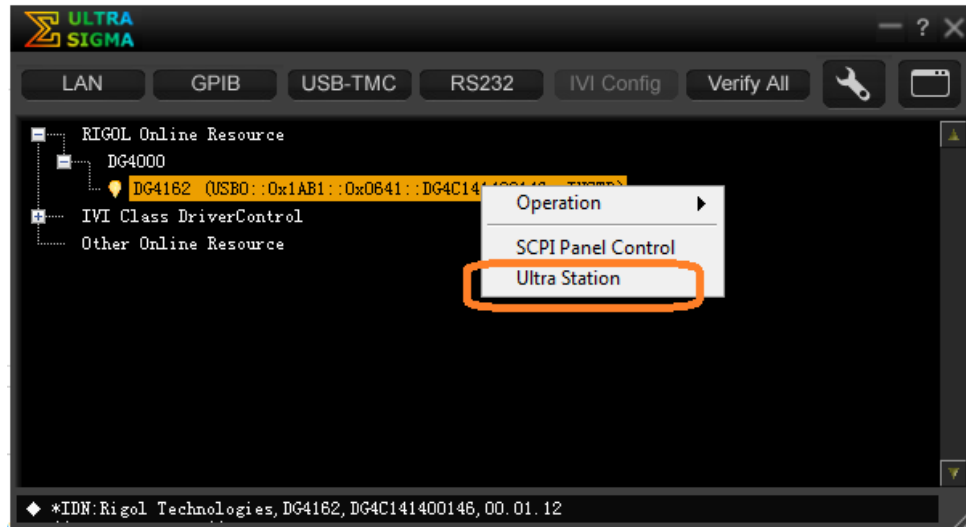 ULTRA
SIGMA
?
LAN GPIB USB-TMC RS232 IVI Config Verify All
RIGOL Online Resource
DG4000
DG4162 (USB0::0x1AB1::0x0641::DG4C141400146
Operation
IVI Class DriverControl
SCPI Panel Control
Other Online Resource
Ultra Station
*IDN:Rigol Technologies,DG4162,DG4C141400146,00.01.12